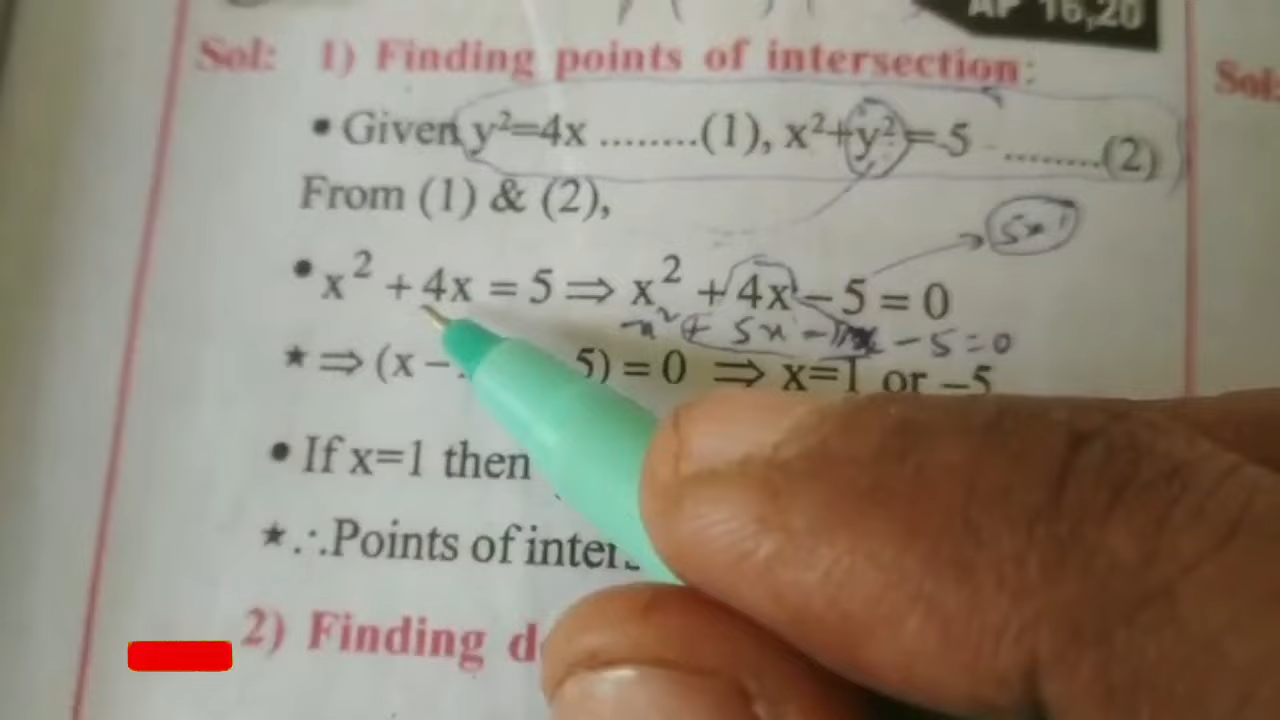 AP 16,20
Sol: 1) Finding points of intersection:
• Given y²=4x ........(1), x²+y²=5 ........(2)
From (1) & (2),
5×1
• x² + 4x = 5 ⇒ x² + 4x − 5 = 0
x² + 5x − 1x − 5 = 0
★ ⇒ (x − 5) = 0 ⇒ x=1 or −5
• If x=1 then
★ ∴Points of inters
2) Finding d
Sol: